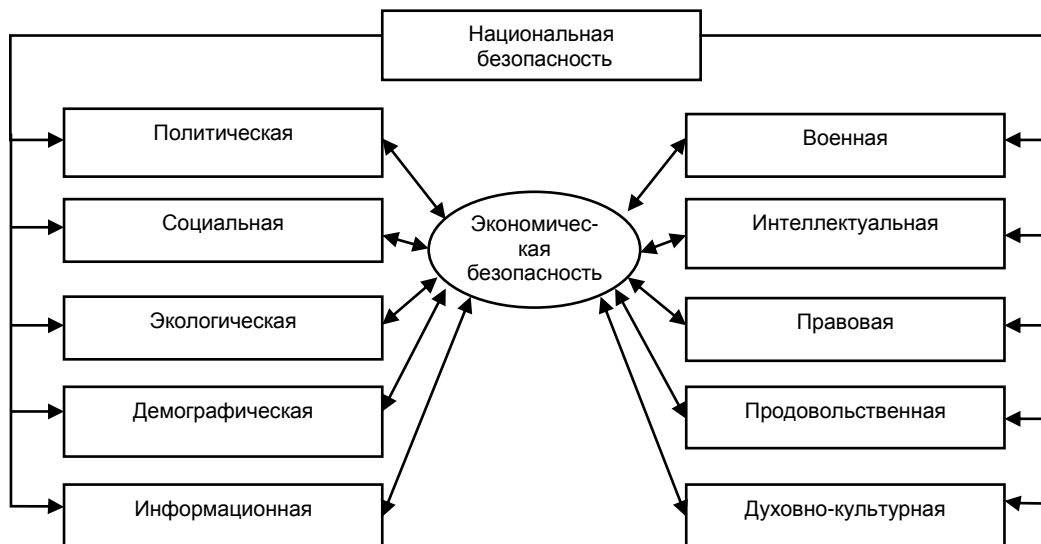 Национальная
безопасность
Политическая
Военная
Социальная
Экономичес-
кая
безопасность
Интеллектуальная
Экологическая
Правовая
Демографическая
Продовольственная
Информационная
Духовно-культурная